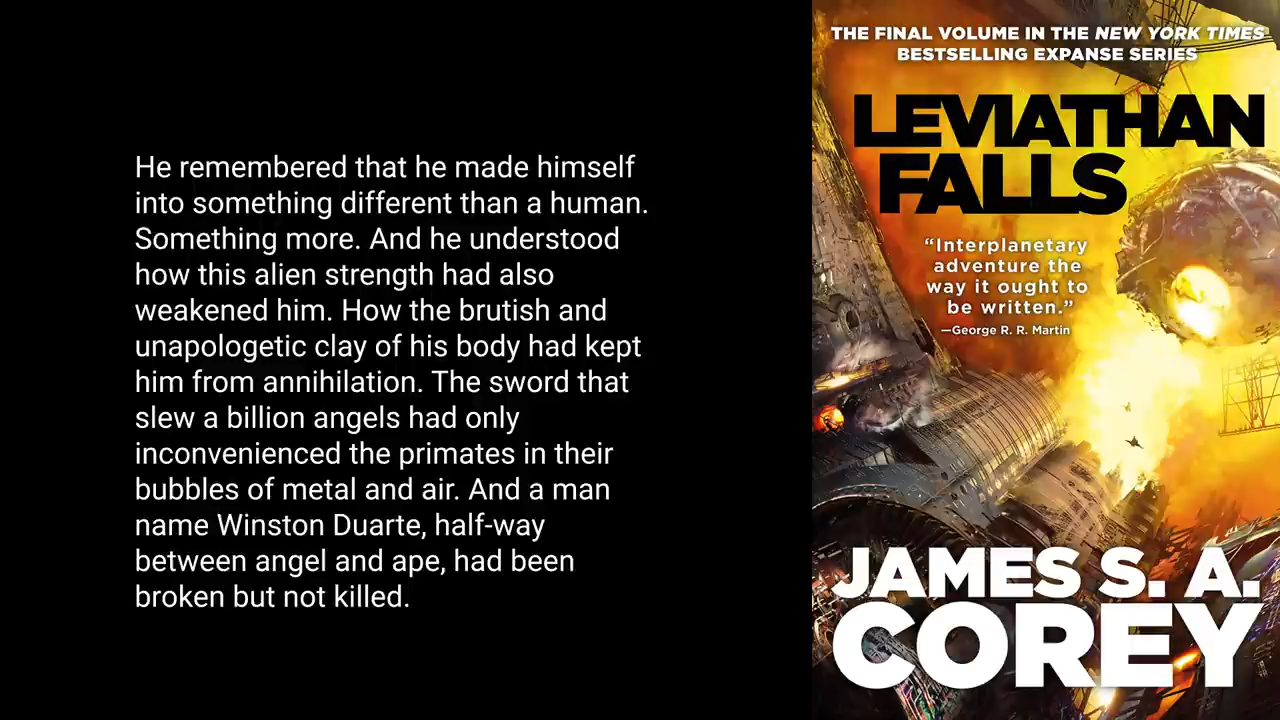 He remembered that he made himself
into something different than a human.
Something more. And he understood
how this alien strength had also
weakened him. How the brutish and
unapologetic clay of his body had kept
him from annihilation. The sword that
slew a billion angels had only
inconvenienced the primates in their
bubbles of metal and air. And a man
name Winston Duarte, half-way
between angel and ape, had been
broken but not killed.
THE FINAL VOLUME IN THE NEW YORK TIMES
BESTSELLING EXPANSE SERIES
LEVIATHAN
FALLS
“Interplanetary
adventure the
way it ought to
be written.”
—George R. R. Martin
JAMES S. A.
COREY